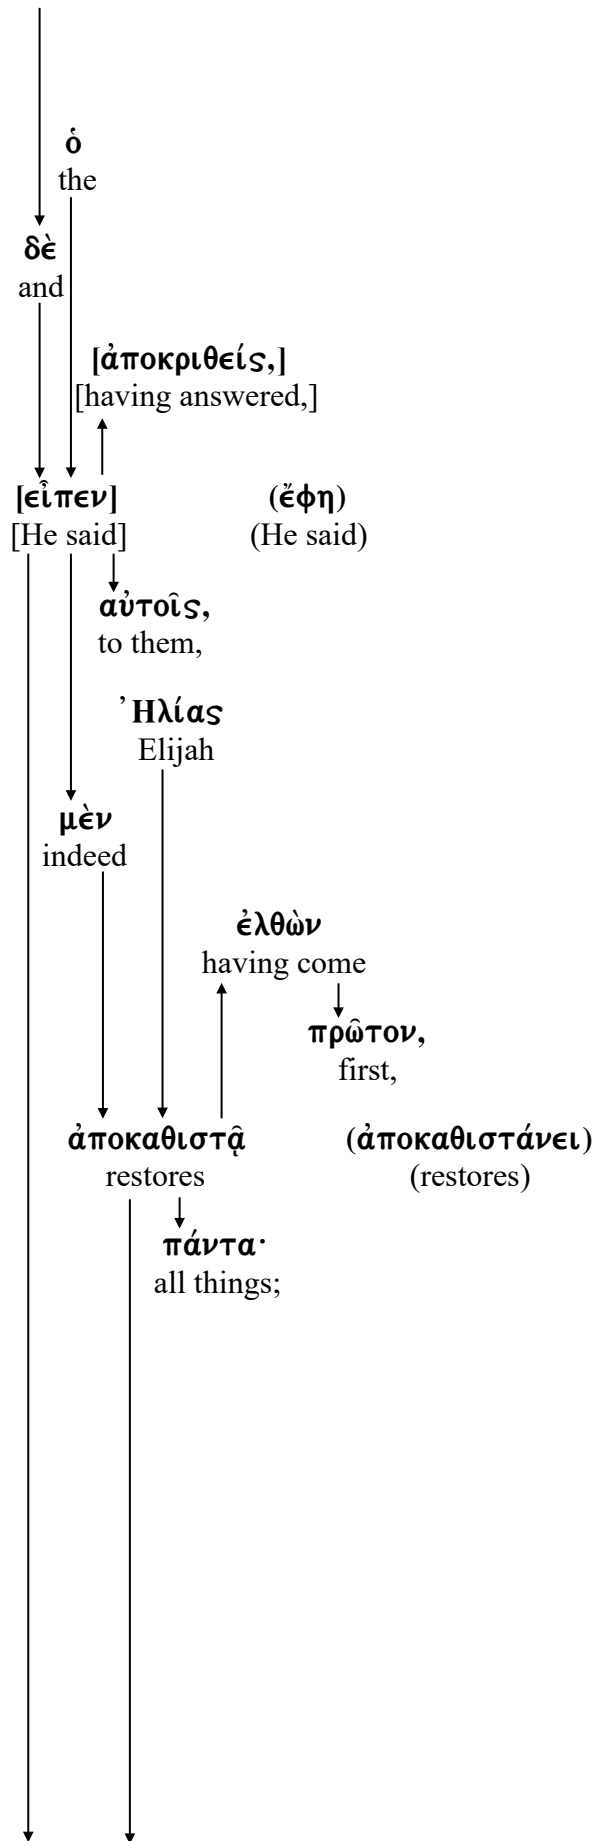 ὁ
the
δὲ
and
[ἀποκριθείς,]
[having answered,]
[εἶπεν] (ἔφη)
[He said] (He said)
αὐτοῖς,
to them,
Ἠλίας
Elijah
μὲν
indeed
ἐλθὼν
having come
πρῶτον,
first,
ἀποκαθιστᾷ (ἀποκαθιστάνει)
restores (restores)
πάντα·
all things;